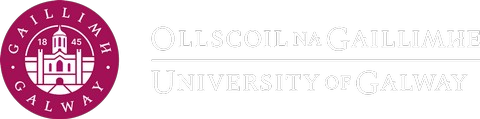 GAILLIMH
18 45
GALWAY
OLLSCOIL NA GAILLIMHE
UNIVERSITY OF GALWAY